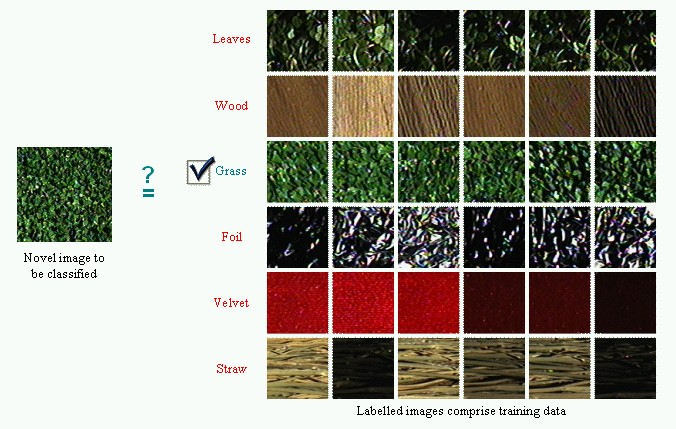 Leaves
Wood
?
=
Grass
Novel image to
be classified
Foil
Velvet
Straw
Labelled images comprise training data